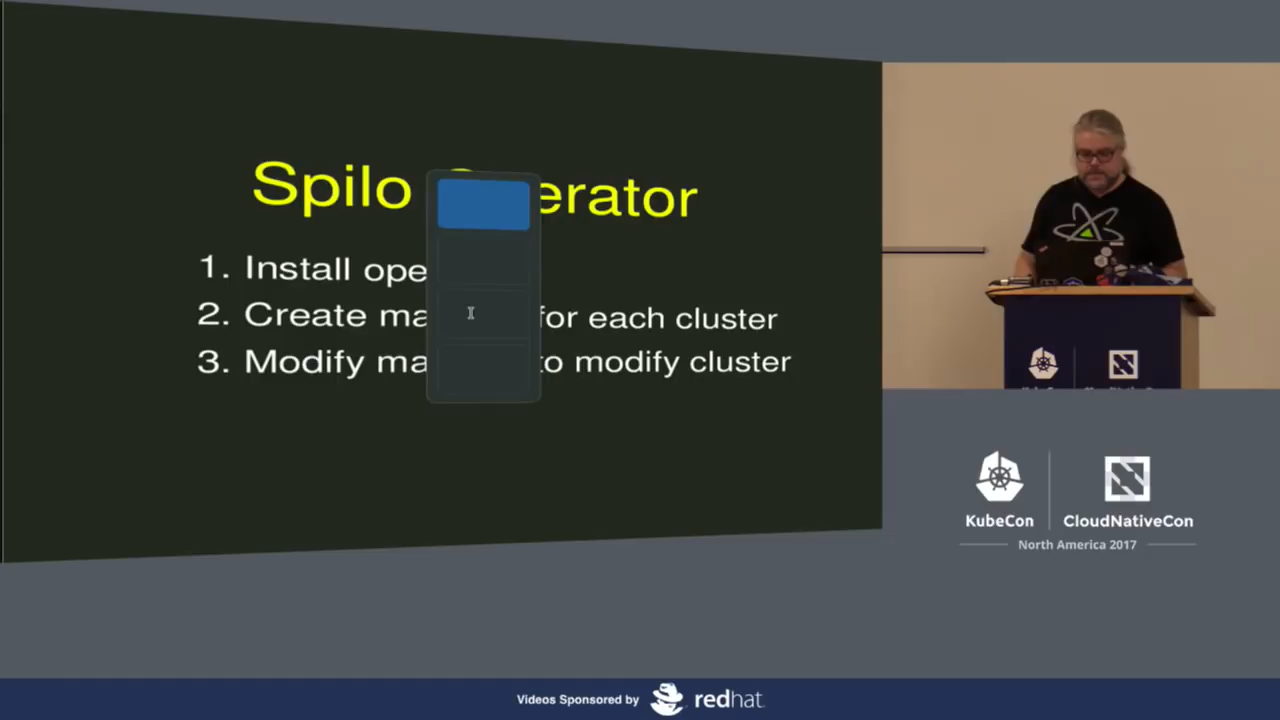 Spilo erator
1. Install ope
2. Create ma for each cluster
3. Modify ma to modify cluster
KubeCon
CloudNativeCon
North America 2017
Videos Sponsored by redhat.